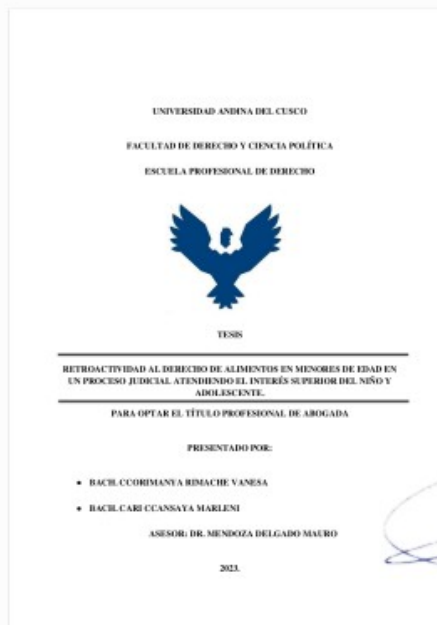 UNIVERSIDAD ANDINA DEL CUSCO
FACULTAD DE DERECHO Y CIENCIA POLÍTICA
ESCUELA PROFESIONAL DE DERECHO
TESIS
RETROACTIVIDAD AL DERECHO DE ALIMENTOS EN MENORES DE EDAD EN
UN PROCESO JUDICIAL ATENDIENDO EL INTERÉS SUPERIOR DEL NIÑO Y
ADOLESCENTE.
PARA OPTAR EL TÍTULO PROFESIONAL DE ABOGADA
PRESENTADO POR:
• BACH. CCORIMANYA RIMACHE VANESA
• BACH. CARI CCANSAYA MARLENI
ASESOR: DR. MENDOZA DELGADO MAURO
2023.